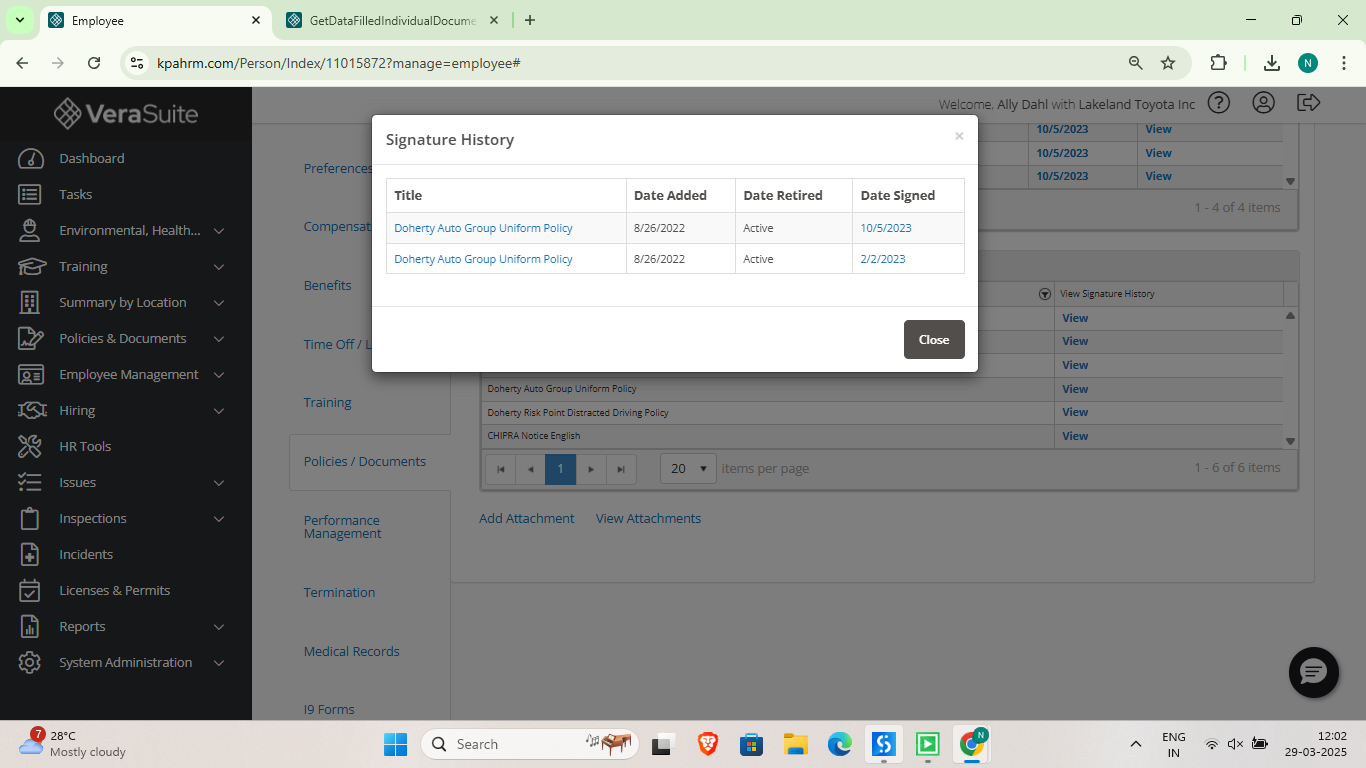 Employee
GetDataFilledIndividualDocume
kpahrm.com/Person/Index/11015872?manage=employee#
N
VeraSuite
Welcome, Ally Dahl with Lakeland Toyota Inc
Dashboard
Tasks
Environmental, Health...
Training
Summary by Location
Policies & Documents
Employee Management
Hiring
HR Tools
Issues
Inspections
Incidents
Licenses & Permits
Reports
System Administration
Preferences
Compensat
Benefits
Time Off / L
Training
Policies / Documents
Performance
Management
Termination
Medical Records
I9 Forms
Signature History
×
Title Date Added Date Retired Date Signed
Doherty Auto Group Uniform Policy 8/26/2022 Active 10/5/2023
Doherty Auto Group Uniform Policy 8/26/2022 Active 2/2/2023
Close
10/5/2023 View
10/5/2023 View
10/5/2023 View
1 - 4 of 4 items
View Signature History
View
View
View
Doherty Auto Group Uniform Policy View
Doherty Risk Point Distracted Driving Policy View
CHIPRA Notice English View
1 20 items per page 1 - 6 of 6 items
Add Attachment View Attachments
7
28°C
Mostly cloudy
Search
N
ENG
IN
12:02
29-03-2025